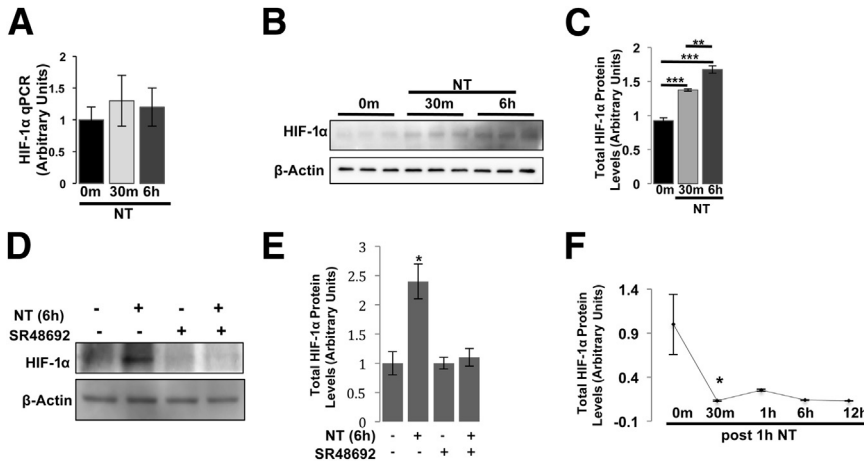 A
HIF-1α qPCR
(Arbitrary Units)
2
1.5
1
0.5
0
0m 30m 6h
NT
B
NT
0m 30m 6h
HIF-1α
β-Actin
C
Total HIF-1α Protein
Levels (Arbitrary Units)
2
1.5
1
0.5
0
**
***
***
0m 30m 6h
NT
D
NT (6h) - + - +
SR48692 - - + +
HIF-1α
β-Actin
E
Total HIF-1α Protein
Levels (Arbitrary Units)
3
2.5
2
1.5
1
0.5
0
*
NT (6h) - + - +
SR48692 - - + +
F
Total HIF-1α Protein
Levels (Arbitrary Units)
1.4
0.9
0.4
-0.1
*
0m 30m 1h 6h 12h
post 1h NT